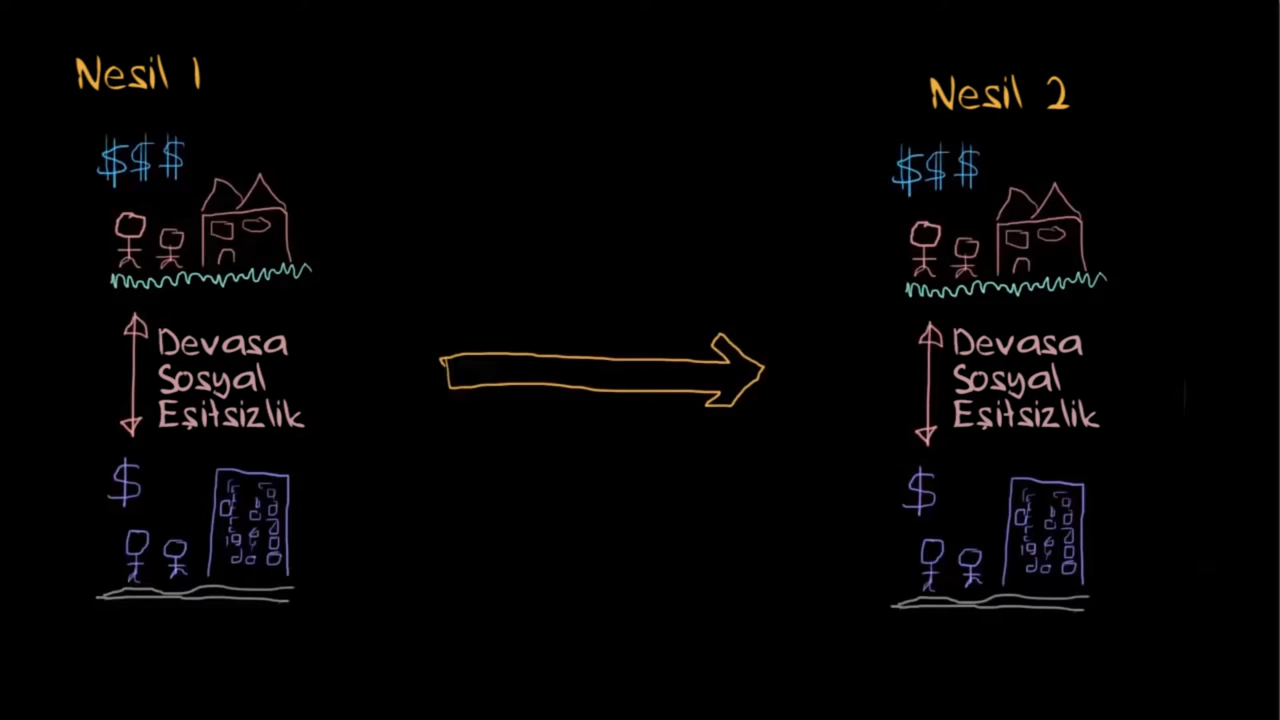 Nesil 1
$$$
Devasa
Sosyal
Eşitsizlik
$
Nesil 2
$$$
Devasa
Sosyal
Eşitsizlik
$